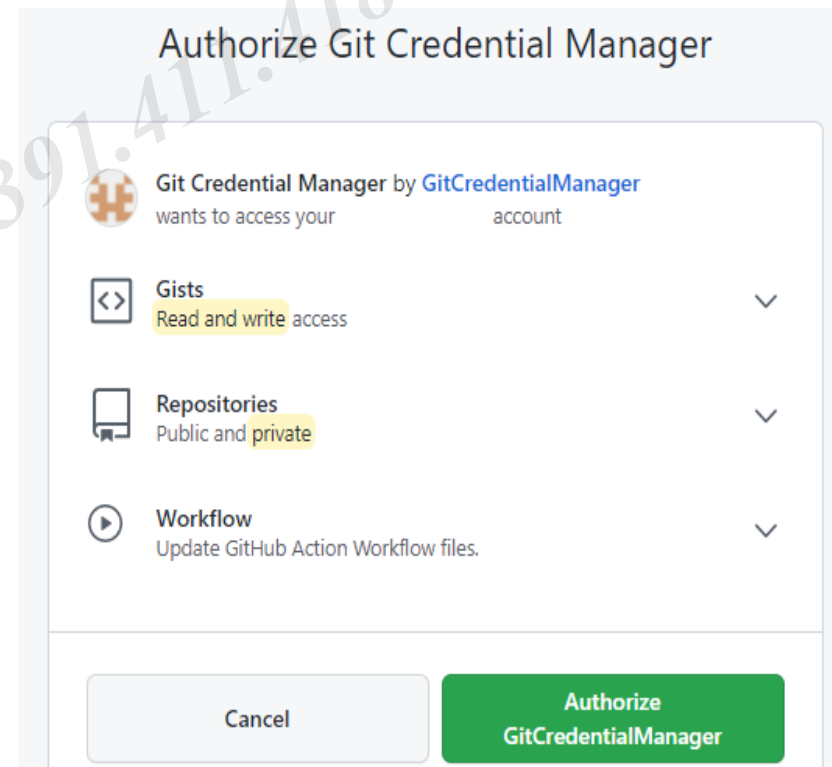 Authorize Git Credential Manager
Git Credential Manager by GitCredentialManager
wants to access your account
Gists
Read and write access
Repositories
Public and private
Workflow
Update GitHub Action Workflow files.
Cancel
Authorize
GitCredentialManager